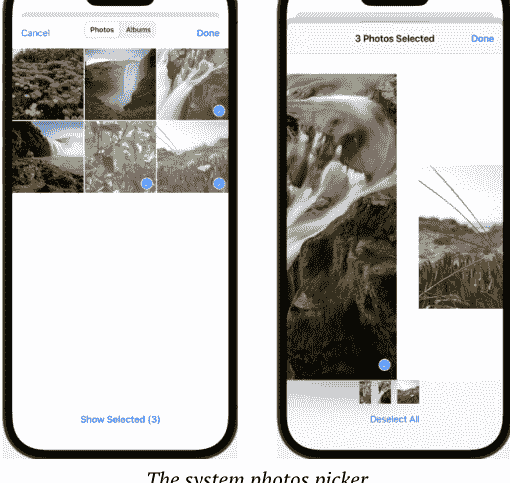 Cancel
Photos
Albums
Done
Show Selected (3)
3 Photos Selected
Done
Deselect All
The system photos picker